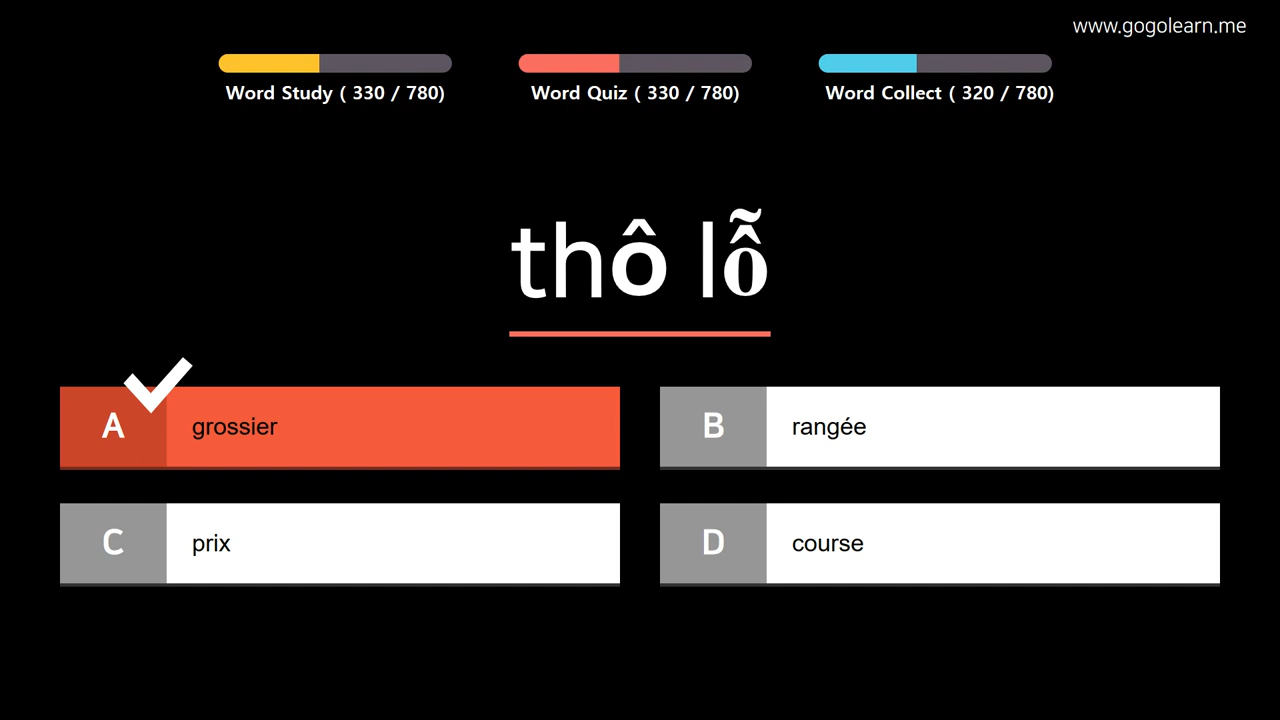 www.gogolearn.me
Word Study ( 330 / 780)
Word Quiz ( 330 / 780)
Word Collect ( 320 / 780)
thô lỗ
A grossier
B rangée
C prix
D course